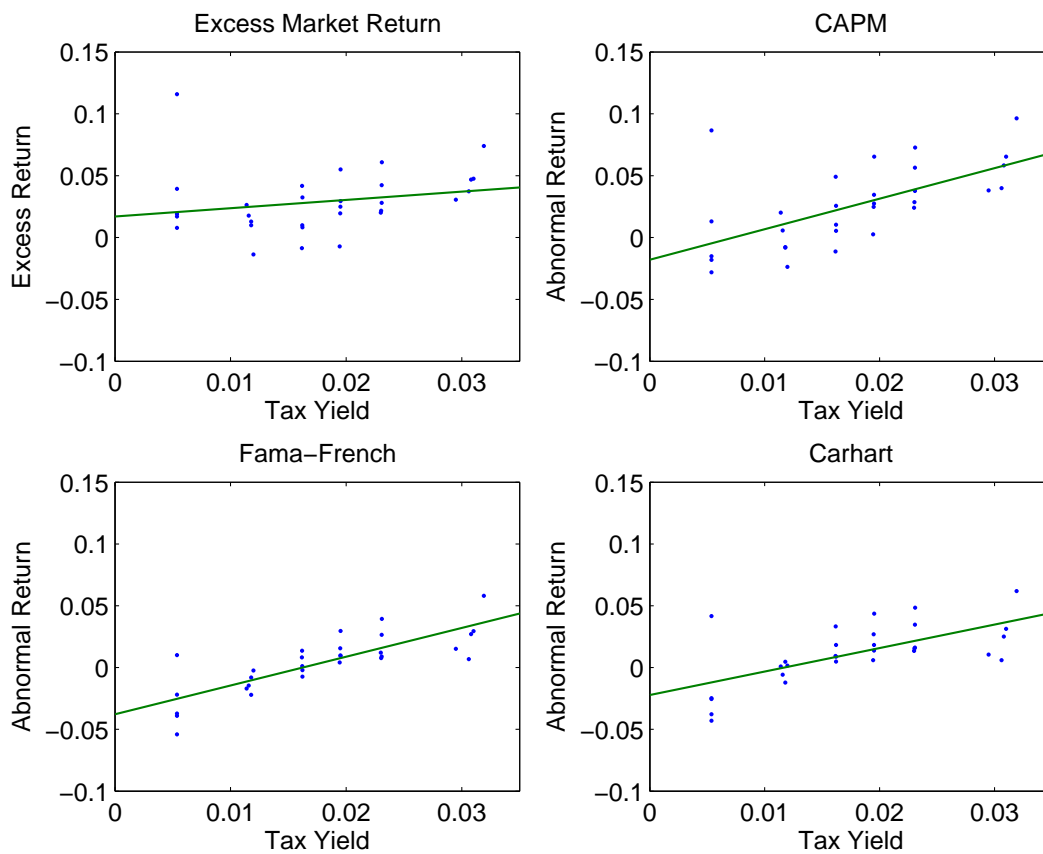 Excess Market Return
0.15
0.1
0.05
0
−0.05
−0.1
Excess Return
0 0.01 0.02 0.03
Tax Yield
CAPM
0.15
0.1
0.05
0
−0.05
−0.1
Abnormal Return
0 0.01 0.02 0.03
Tax Yield
Fama−French
0.15
0.1
0.05
0
−0.05
−0.1
Abnormal Return
0 0.01 0.02 0.03
Tax Yield
Carhart
0.15
0.1
0.05
0
−0.05
−0.1
Abnormal Return
0 0.01 0.02 0.03
Tax Yield